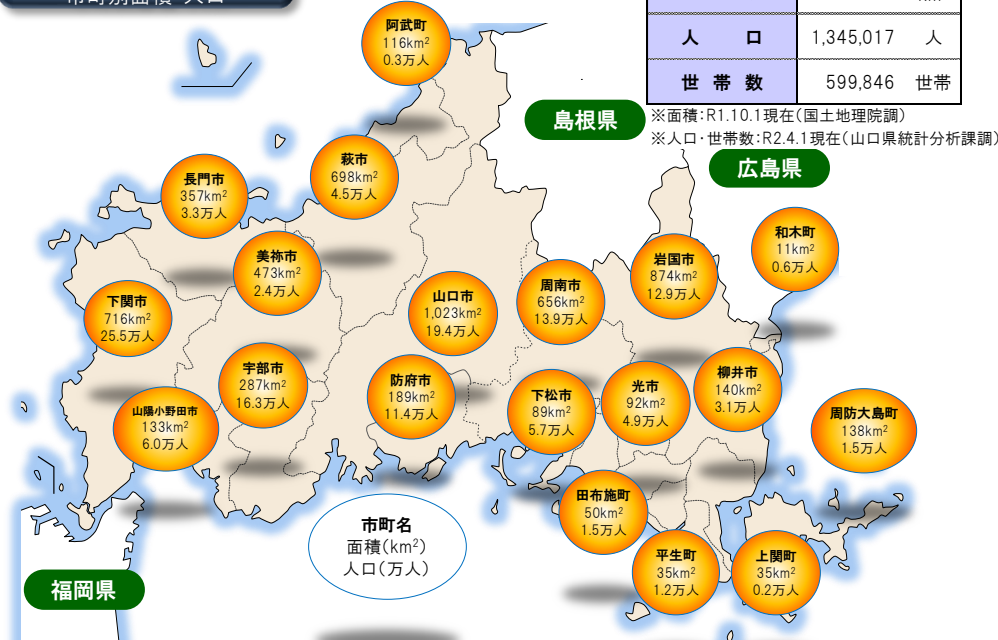 市町別面積・人口
人口 1,345,017 人
世帯数 599,846 世帯
※面積:R1.10.1現在(国土地理院調)
※人口・世帯数:R2.4.1現在(山口県統計分析課調)
島根県
広島県
福岡県
阿武町
116km²
0.3万人
萩市
698km²
4.5万人
長門市
357km²
3.3万人
美祢市
473km²
2.4万人
下関市
716km²
25.5万人
山口市
1,023km²
19.4万人
周南市
656km²
13.9万人
岩国市
874km²
12.9万人
和木町
11km²
0.6万人
宇部市
287km²
16.3万人
防府市
189km²
11.4万人
下松市
89km²
5.7万人
光市
92km²
4.9万人
柳井市
140km²
3.1万人
山陽小野田市
133km²
6.0万人
周防大島町
138km²
1.5万人
田布施町
50km²
1.5万人
平生町
35km²
1.2万人
上関町
35km²
0.2万人
市町名
面積(km²)
人口(万人)